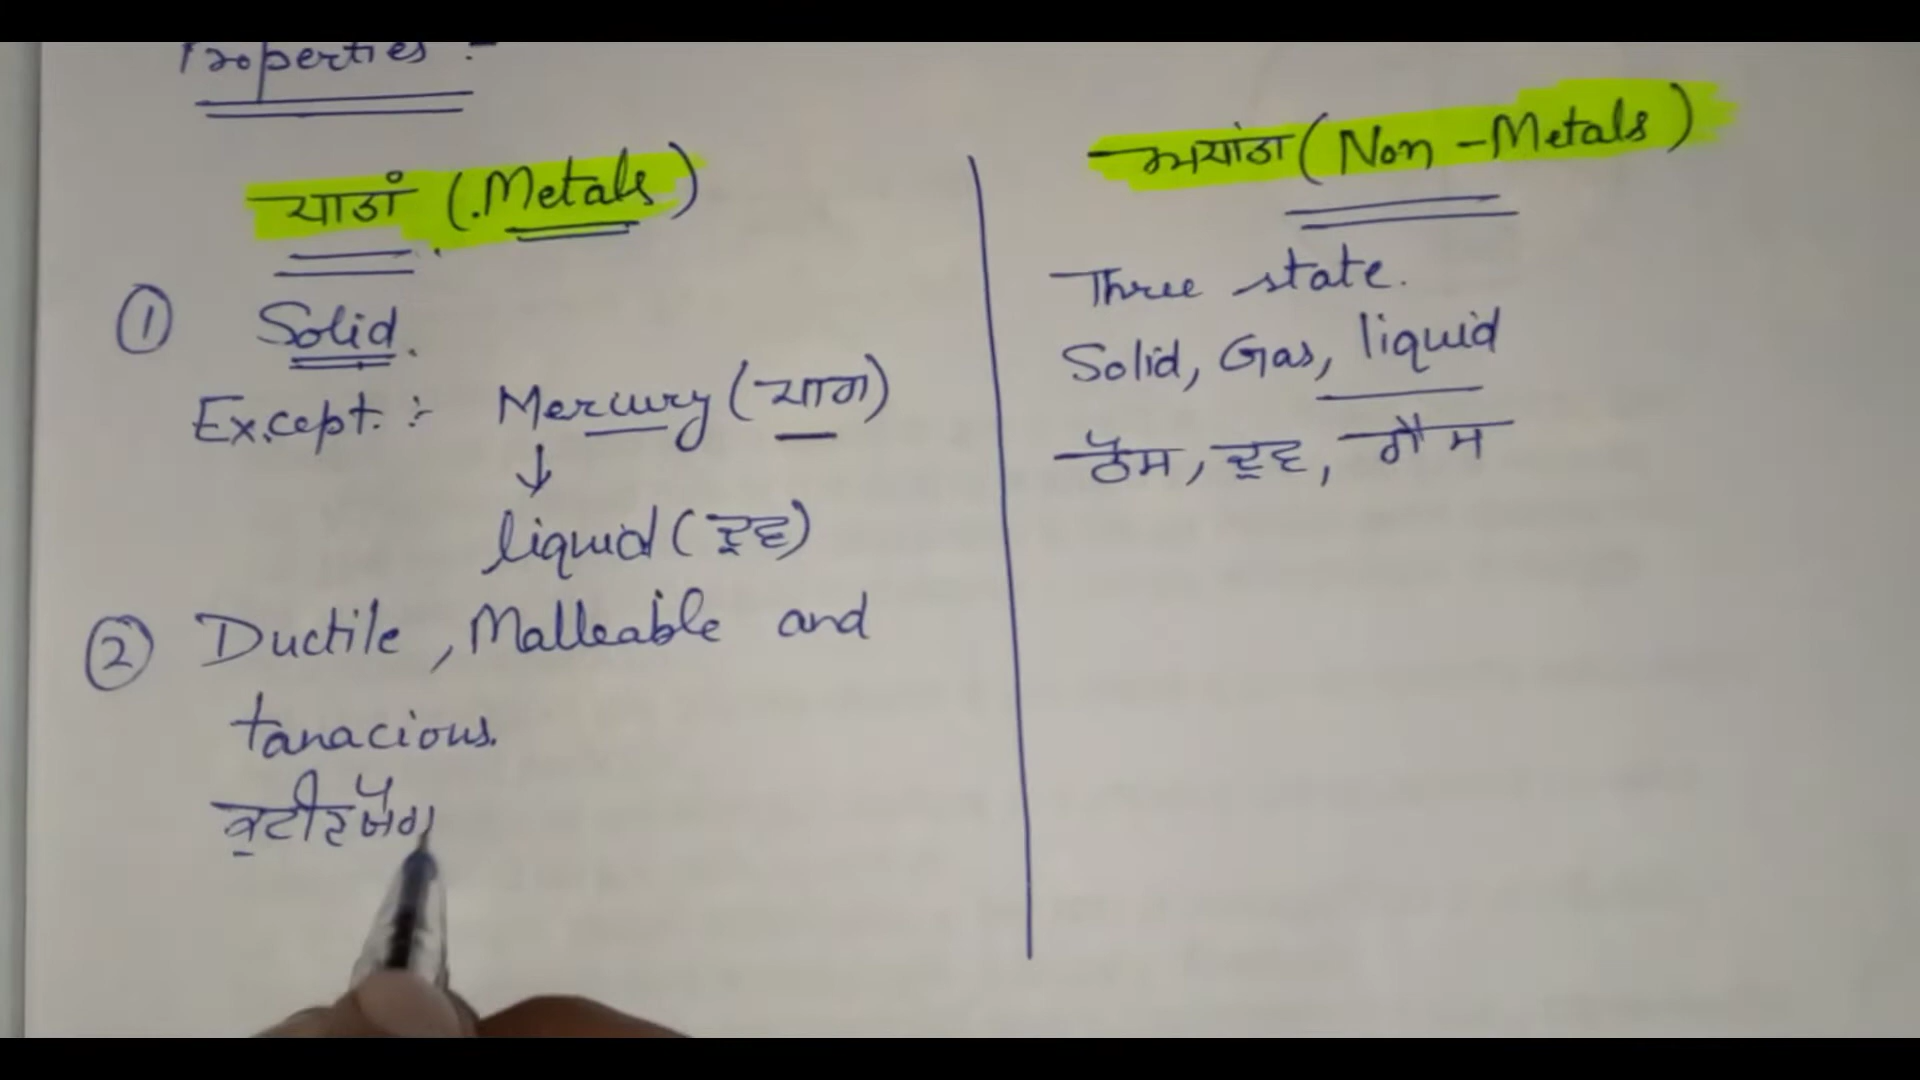 Properties :-
ਧਾਤਾਂ (Metals)
① Solid.
Except :- Mercury (ਪਾਰਾ)
↓
liquid (ਦ੍ਰਵ)
② Ductile, Malleable and
tanacious.
ਕੁਟੀਣਯੋਗ
ਅਧਾਤਾਂ (Non-Metals)
Three state.
Solid, Gas, liquid
ਠੋਸ, ਦ੍ਰਵ, ਗੈਸ